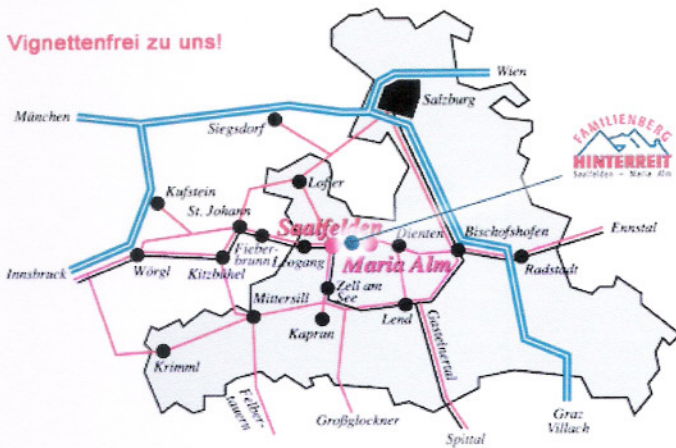 Vignettenfrei zu uns!
Wien
Salzburg
München
Siegsdorf
FAMILIENBERG
HINTERREIT
Saalfelden - Maria Alm
Kufstein
Lofer
St. Johann
Saalfelden
Dienten
Bischofshofen
Ennstal
Fieber-
brunn
Leogang
Maria Alm
Innsbruck
Wörgl
Kitzbühel
Radstadt
Zell am
See
Mittersill
Kaprun
Lend
Gasteinertal
Krimml
Felber-
tauern
Großglockner
Spittal
Graz
Villach